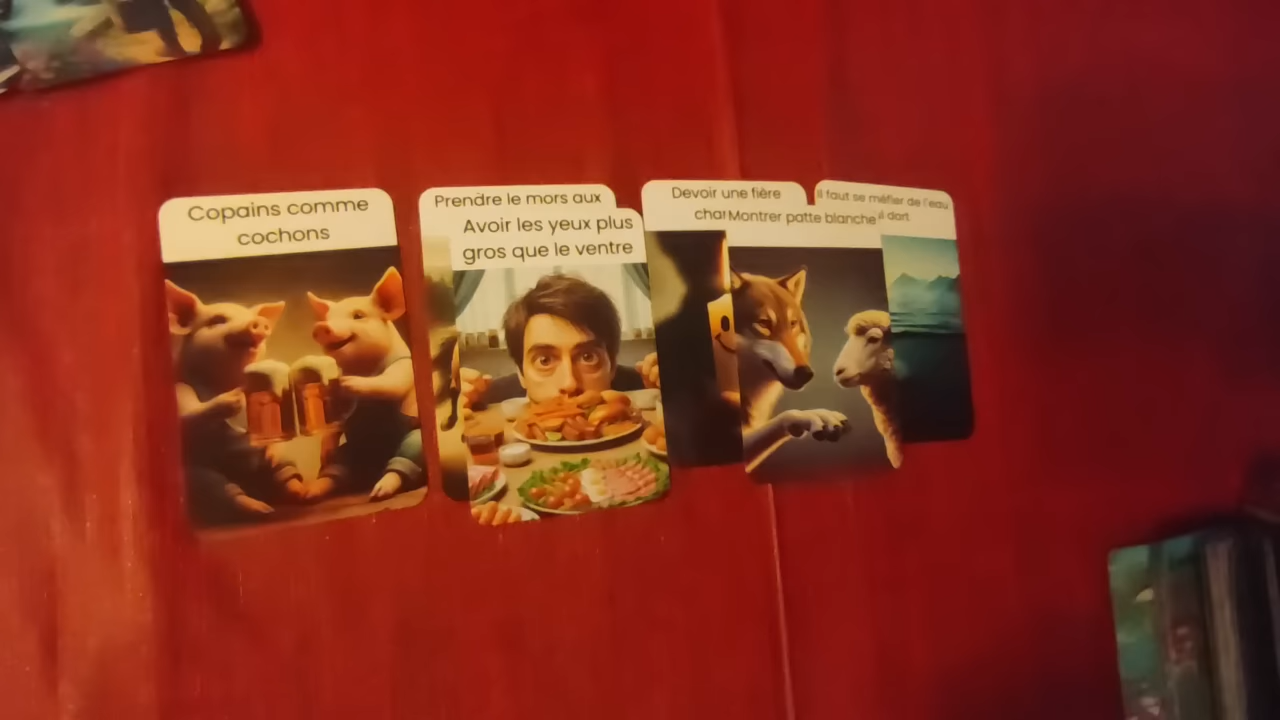 Copains comme
cochons
Prendre le mors aux
Avoir les yeux plus
gros que le ventre
Devoir une fière
char
Montrer patte blanche
Il faut se méfier de l'eau
i dort